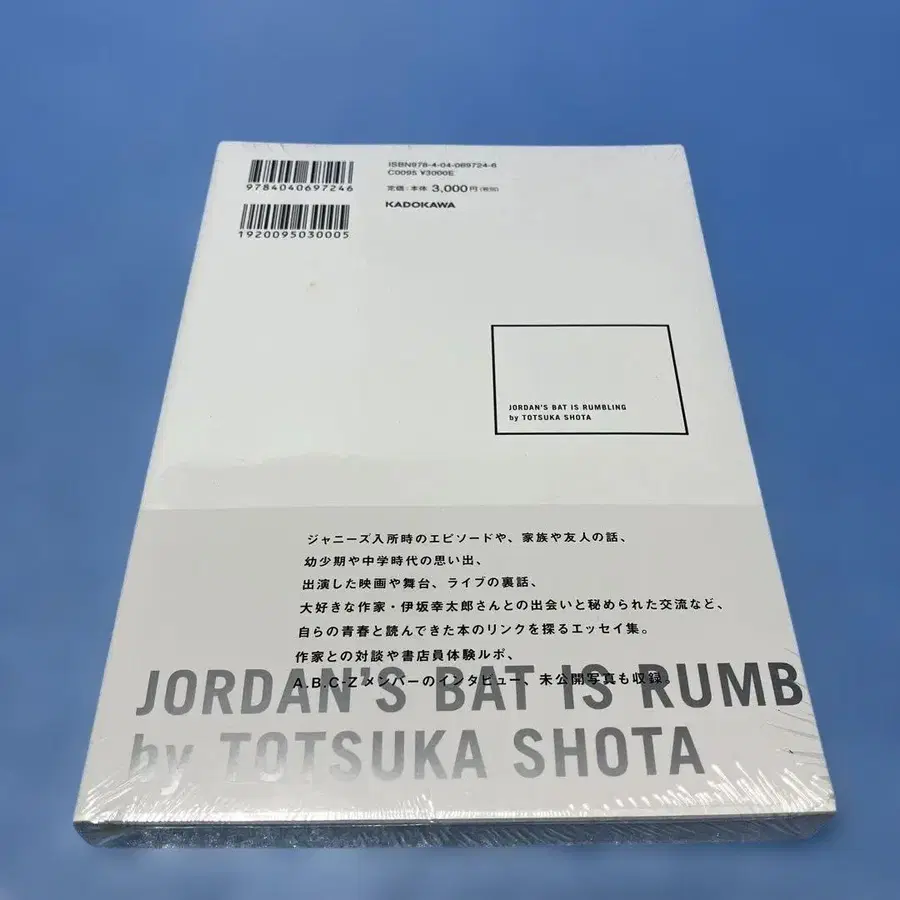 ISBN978-4-04-069724-6
C0095 ¥3000E
9784040697246
定価:本体3,000円(税別)
KADOKAWA
1920095030005
JORDAN'S BAT IS RUMBLING
by TOTSUKA SHOTA
ジャニーズ入所時のエピソードや、家族や友人の話、
幼少期や中学時代の思い出、
出演した映画や舞台、ライブの裏話、
大好きな作家・伊坂幸太郎さんとの出会いと秘められた交流など、
自らの青春と読んできた本のリンクを探るエッセイ集。
作家との対談や書店員体験ルポ、
A.B.C-Zメンバーのインタビュー、未公開写真も収録。
JORDAN'S BAT IS RUMB
by TOTSUKA SHOTA